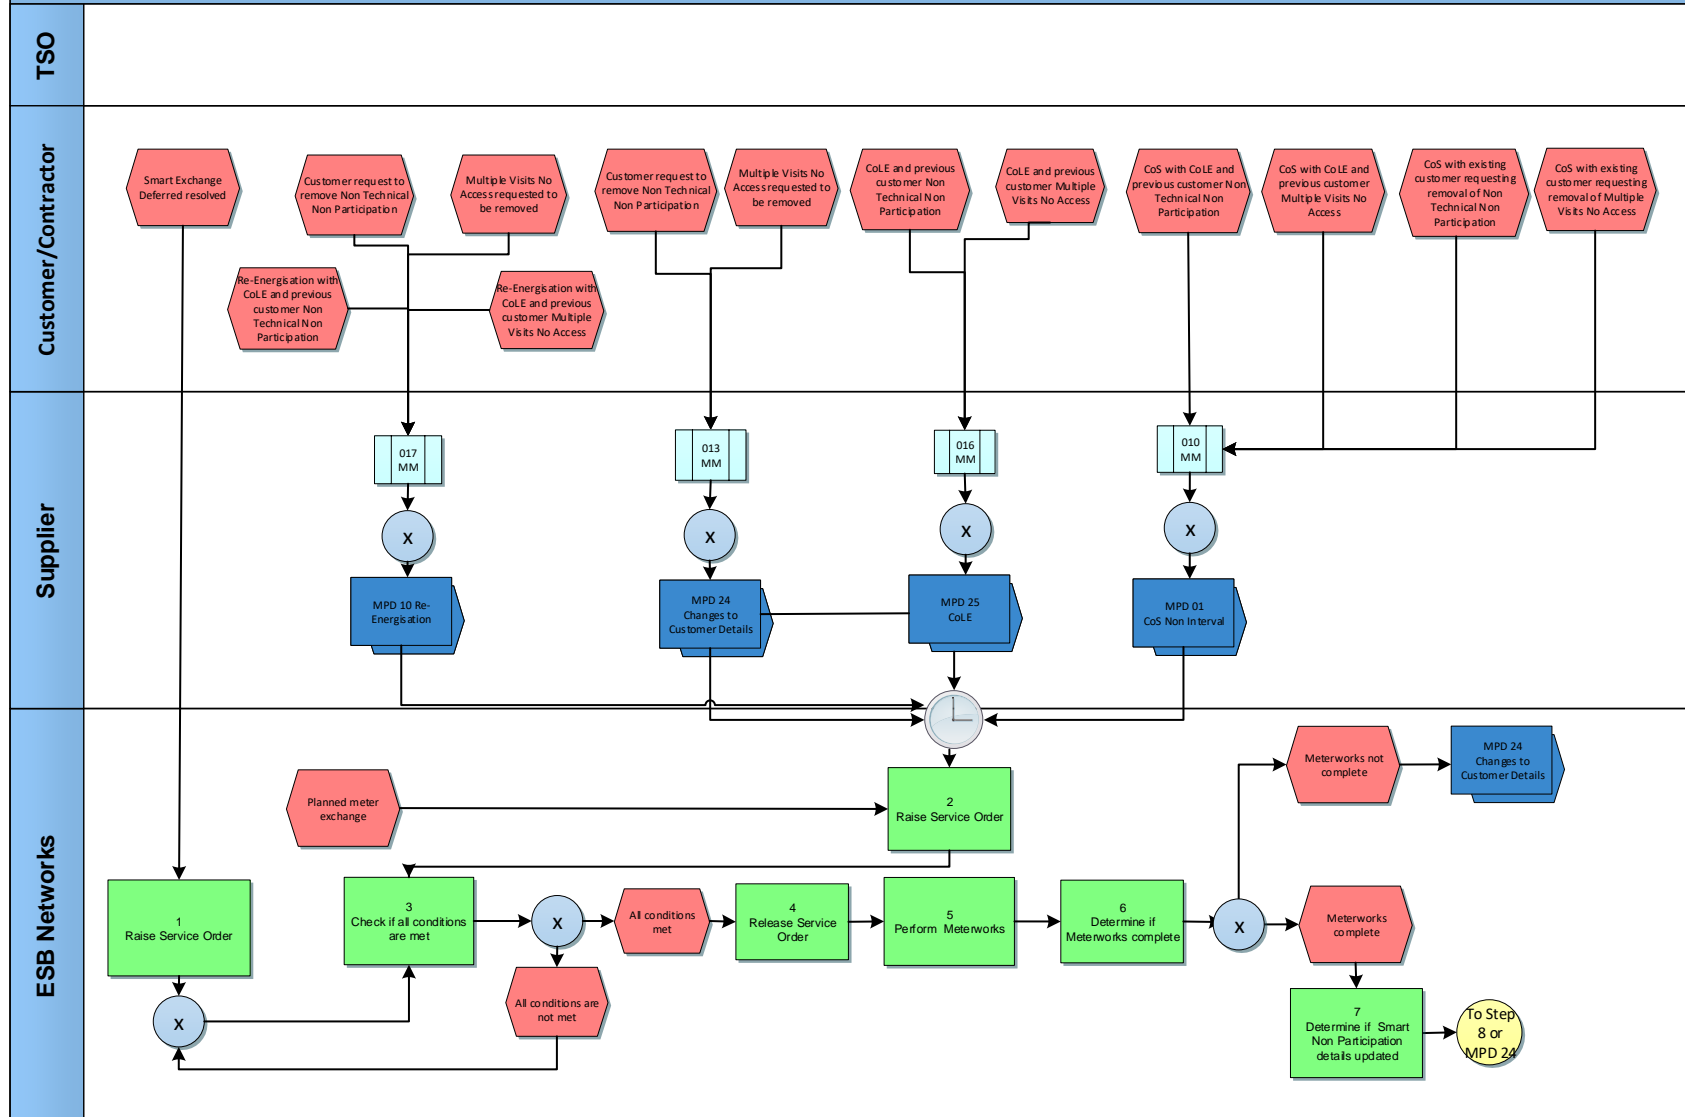 TSO
Customer/Contractor
Smart Exchange
Deferred resolved
Customer request to
remove Non Technical
Non Participation
Multiple Visits No
Access requested to
be removed
Customer request to
remove Non Technical
Non Participation
Multiple Visits No
Access requested to
be removed
CoLE and previous
customer Non
Technical Non
Participation
CoLE and previous
customer Multiple
Visits No Access
CoS with CoLE and
previous customer Non
Technical Non
Participation
CoS with CoLE and
previous customer
Multiple Visits No
Access
CoS with existing
customer requesting
removal of Non
Technical Non
Participation
CoS with existing
customer requesting
removal of Multiple
Visits No Access
Re-Energisation with
CoLE and previous
customer Non
Technical Non
Participation
Re-Energisation with
CoLE and previous
customer Multiple
Visits No Access
Supplier
017
MM
013
MM
016
MM
010
MM
X
X
X
X
MPD 10 Re-
Energisation
MPD 24
Changes to
Customer Details
MPD 25
CoLE
MPD 01
CoS Non Interval
ESB Networks
Planned meter
exchange
2
Raise Service Order
Meterworks not
complete
MPD 24
Changes to
Customer Details
1
Raise Service Order
3
Check if all conditions
are met
X
All conditions
met
4
Release Service
Order
5
Perform Meterworks
6
Determine if
Meterworks complete
X
Meterworks
complete
X
All conditions are
not met
7
Determine if Smart
Non Participation
details updated
To Step
8 or
MPD 24